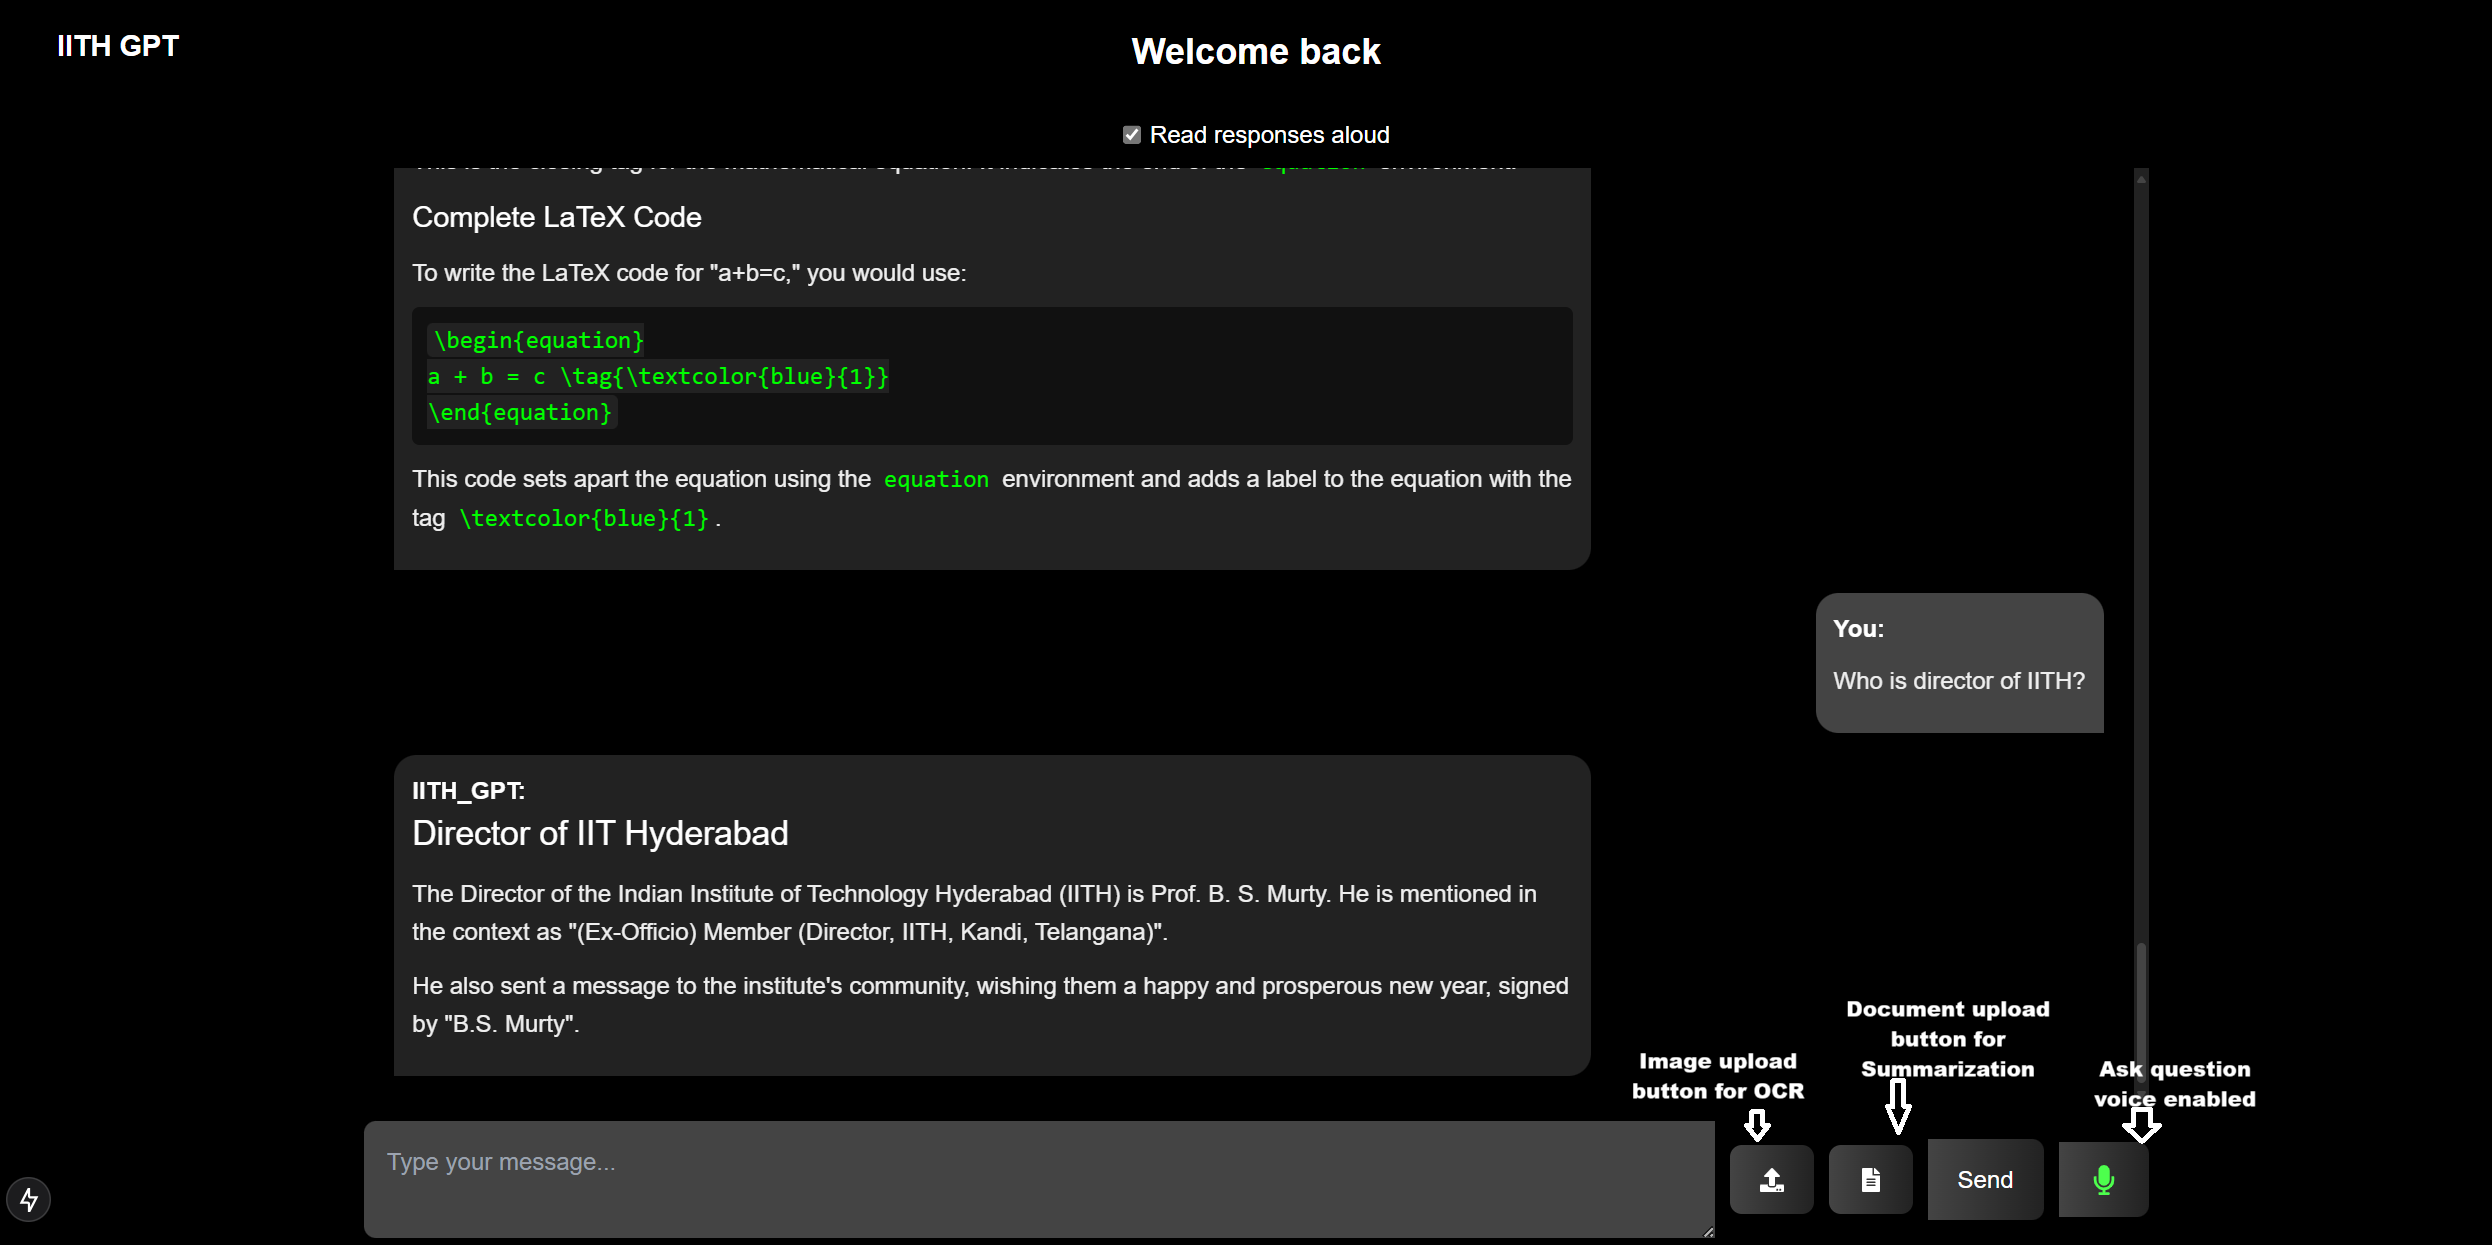 IITH GPT
Welcome back
Read responses aloud
Complete LaTeX Code
To write the LaTeX code for "a+b=c," you would use:
\begin{equation}
a + b = c \tag{\textcolor{blue}{1}}
\end{equation}
This code sets apart the equation using the equation environment and adds a label to the equation with the
tag \textcolor{blue}{1}.
You:
Who is director of IITH?
IITH_GPT:
Director of IIT Hyderabad
The Director of the Indian Institute of Technology Hyderabad (IITH) is Prof. B. S. Murty. He is mentioned in
the context as "(Ex-Officio) Member (Director, IITH, Kandi, Telangana)".
He also sent a message to the institute's community, wishing them a happy and prosperous new year, signed
by "B.S. Murty".
Image upload
button for OCR
Document upload
button for
Summarization
Ask question
voice enabled
Type your message...
Send